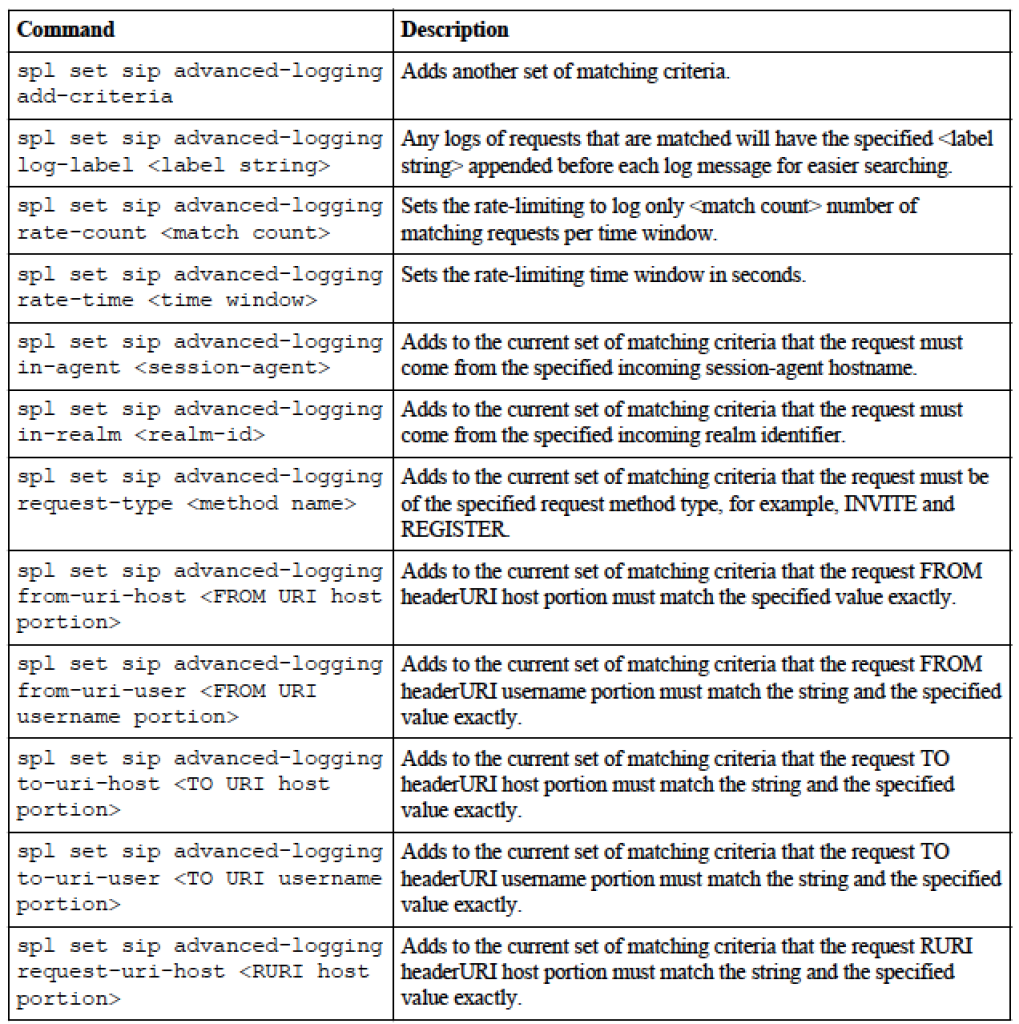 Command
Description
spl set sip advanced-logging
add-criteria
Adds another set of matching criteria.
spl set sip advanced-logging
log-label <label string>
Any logs of requests that are matched will have the specified <label
string> appended before each log message for easier searching.
spl set sip advanced-logging
rate-count <match count>
Sets the rate-limiting to log only <match count> number of
matching requests per time window.
spl set sip advanced-logging
rate-time <time window>
Sets the rate-limiting time window in seconds.
spl set sip advanced-logging
in-agent <session-agent>
Adds to the current set of matching criteria that the request must
come from the specified incoming session-agent hostname.
spl set sip advanced-logging
in-realm <realm-id>
Adds to the current set of matching criteria that the request must
come from the specified incoming realm identifier.
spl set sip advanced-logging
request-type <method name>
Adds to the current set of matching criteria that the request must be
of the specified request method type, for example, INVITE and
REGISTER.
spl set sip advanced-logging
from-uri-host <FROM URI host
portion>
Adds to the current set of matching criteria that the request FROM
headerURI host portion must match the specified value exactly.
spl set sip advanced-logging
from-uri-user <FROM URI
username portion>
Adds to the current set of matching criteria that the request FROM
headerURI username portion must match the string and the specified
value exactly.
spl set sip advanced-logging
to-uri-host <TO URI host
portion>
Adds to the current set of matching criteria that the request TO
headerURI host portion must match the string and the specified
value exactly.
spl set sip advanced-logging
to-uri-user <TO URI username
portion>
Adds to the current set of matching criteria that the request TO
headerURI username portion must match the string and the specified
value exactly.
spl set sip advanced-logging
request-uri-host <RURI host
portion>
Adds to the current set of matching criteria that the request RURI
headerURI host portion must match the string and the specified
value exactly.